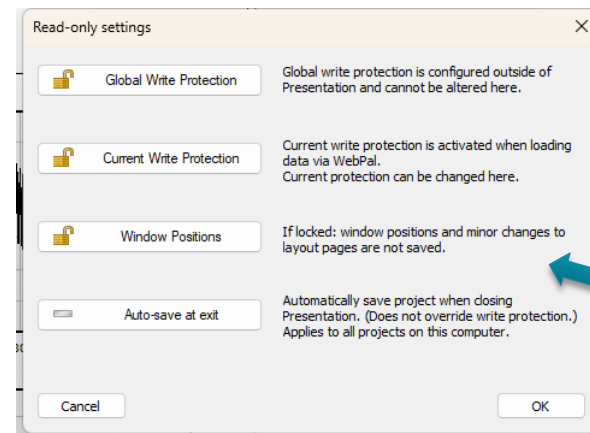 Read-only settings
Global Write Protection
Global write protection is configured outside of
Presentation and cannot be altered here.
Current Write Protection
Current write protection is activated when loading
data via WebPal.
Current protection can be changed here.
Window Positions
If locked: window positions and minor changes to
layout pages are not saved.
Auto-save at exit
Automatically save project when closing
Presentation. (Does not override write protection.)
Applies to all projects on this computer.
Cancel
OK